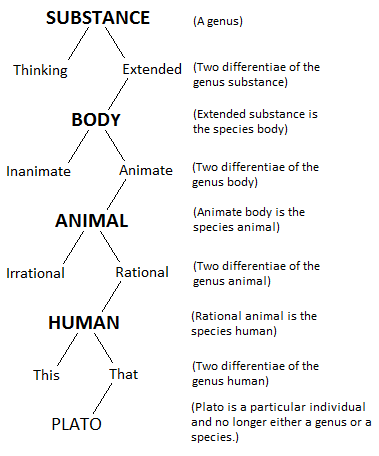 SUBSTANCE (A genus)
Thinking Extended (Two differentiae of the
genus substance)
BODY (Extended substance is
the species body)
Inanimate Animate (Two differentiae of the
genus body)
ANIMAL (Animate body is the
species animal)
Irrational Rational (Two differentiae of the
genus animal)
HUMAN (Rational animal is the
species human)
This That (Two differentiae of the
genus human)
PLATO (Plato is a particular individual
and no longer either a genus or a
species.)